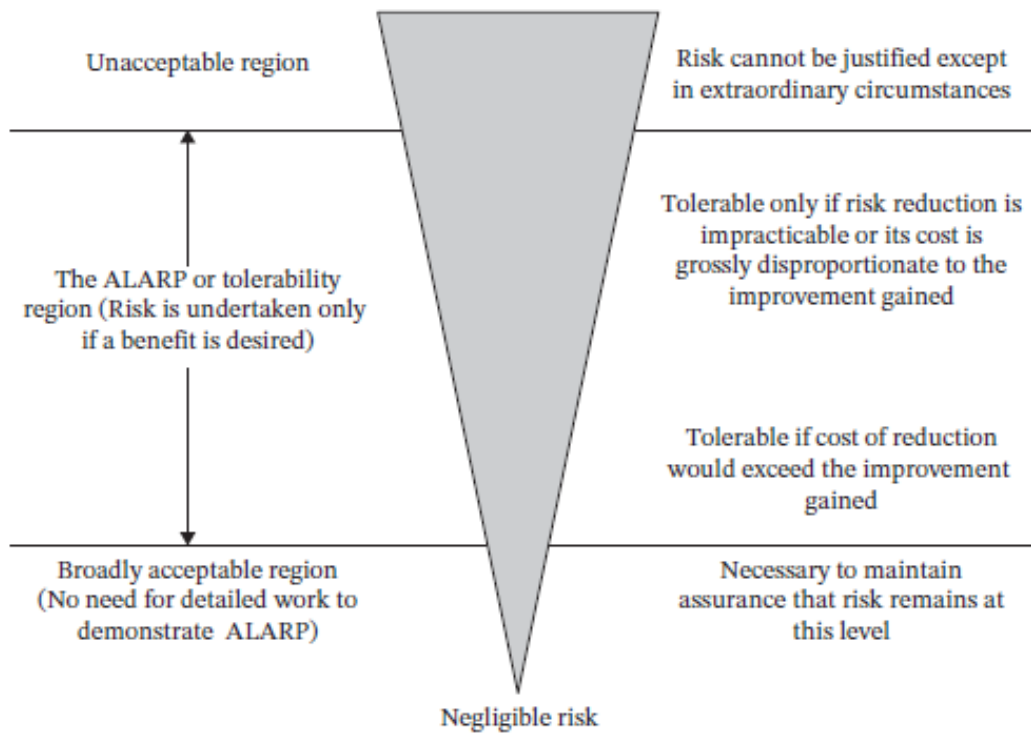 Unacceptable region
Risk cannot be justified except
in extraordinary circumstances
The ALARP or tolerability
region (Risk is undertaken only
if a benefit is desired)
Tolerable only if risk reduction is
impracticable or its cost is
grossly disproportionate to the
improvement gained
Tolerable if cost of reduction
would exceed the improvement
gained
Broadly acceptable region
(No need for detailed work to
demonstrate ALARP)
Necessary to maintain
assurance that risk remains at
this level
Negligible risk